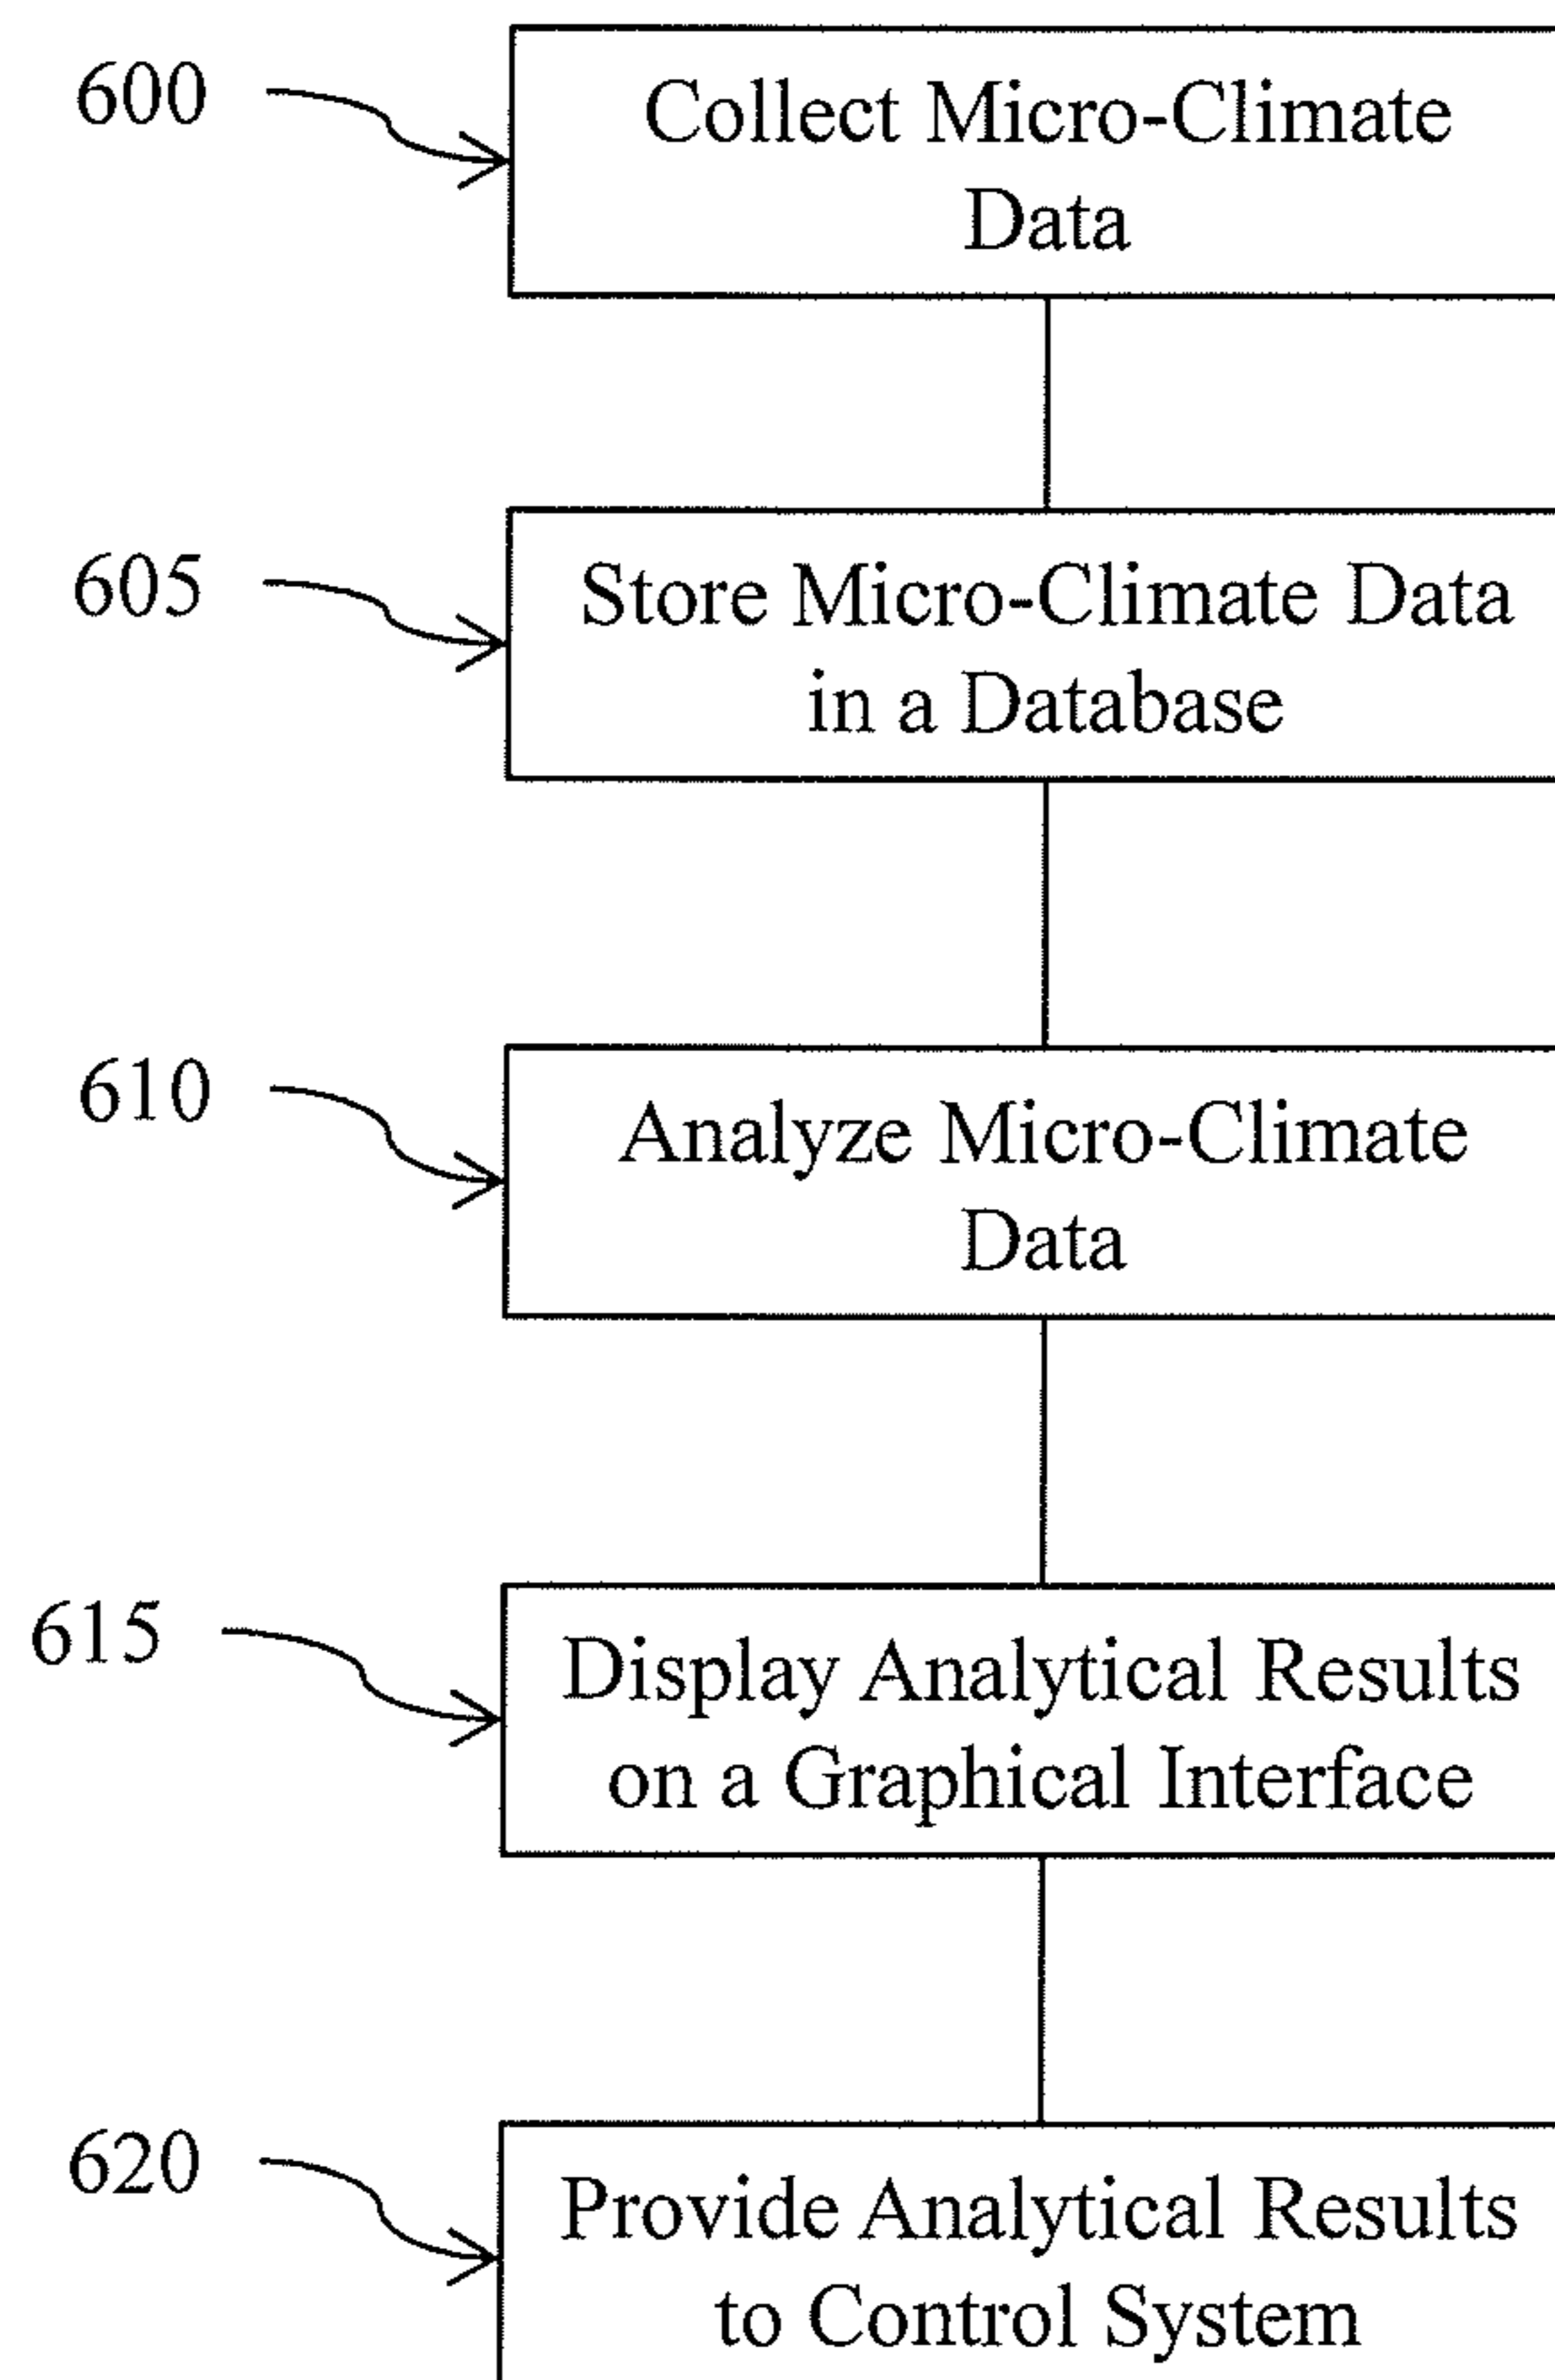 600
Collect Micro-Climate
Data
605
Store Micro-Climate Data
in a Database
610
Analyze Micro-Climate
Data
615
Display Analytical Results
on a Graphical Interface
620
Provide Analytical Results
to Control System